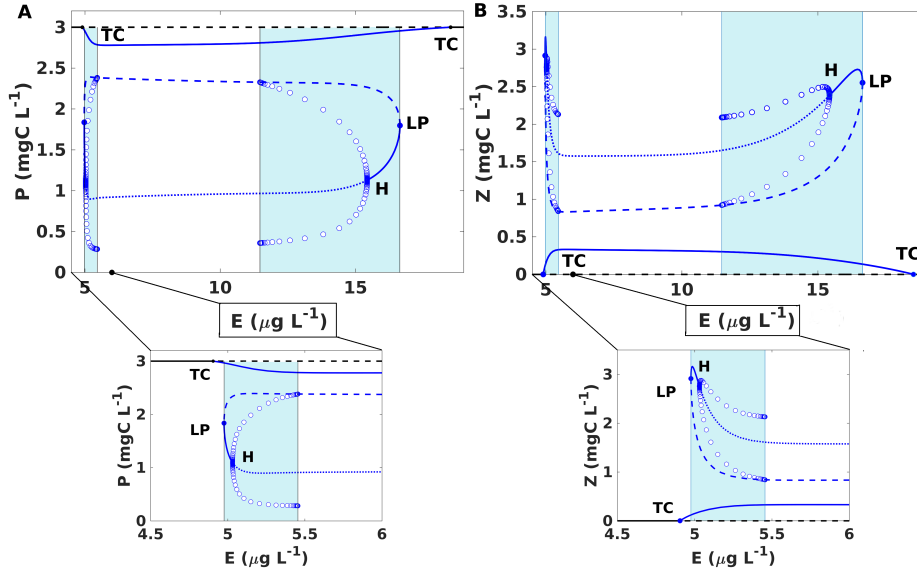 A
3
2.5
2
1.5
1
0.5
0
P (mgC L⁻¹)
TC
TC
LP
H
5
10
15
E (μg L⁻¹)
B
3.5
3
2.5
2
1.5
1
0.5
0
Z (mgC L⁻¹)
H
LP
TC
TC
5
10
15
E (μg L⁻¹)
3
2
1
0
P (mgC L⁻¹)
TC
LP
H
4.5
5
5.5
6
E (μg L⁻¹)
3
2
1
0
Z (mgC L⁻¹)
H
LP
TC
4.5
5
5.5
6
E (μg L⁻¹)